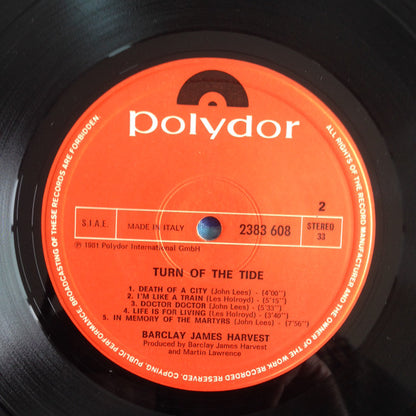 polydor
S.I.A.E.
MADE IN ITALY
2383 608
2
STEREO
33
℗ 1981 Polydor International GmbH
TURN OF THE TIDE
1. DEATH OF A CITY (John Lees) - (4'00")
2. I'M LIKE A TRAIN (Les Holroyd) - (5'15")
3. DOCTOR DOCTOR (John Lees) - (5'33")
4. LIFE IS FOR LIVING (Les Holroyd) - (3'40")
5. IN MEMORY OF THE MARTYRS (John Lees) - (7'56")
BARCLAY JAMES HARVEST
Produced by Barclay James Harvest
and Martin Lawrence
ALL RIGHTS OF THE RECORD MANUFACTURER AND THE OWNER OF THE WORK RECORDED RESERVED. COPYING, PUBLIC PERFORMANCE BROADCASTING OF THESE RECORDS ARE FORBIDDEN.